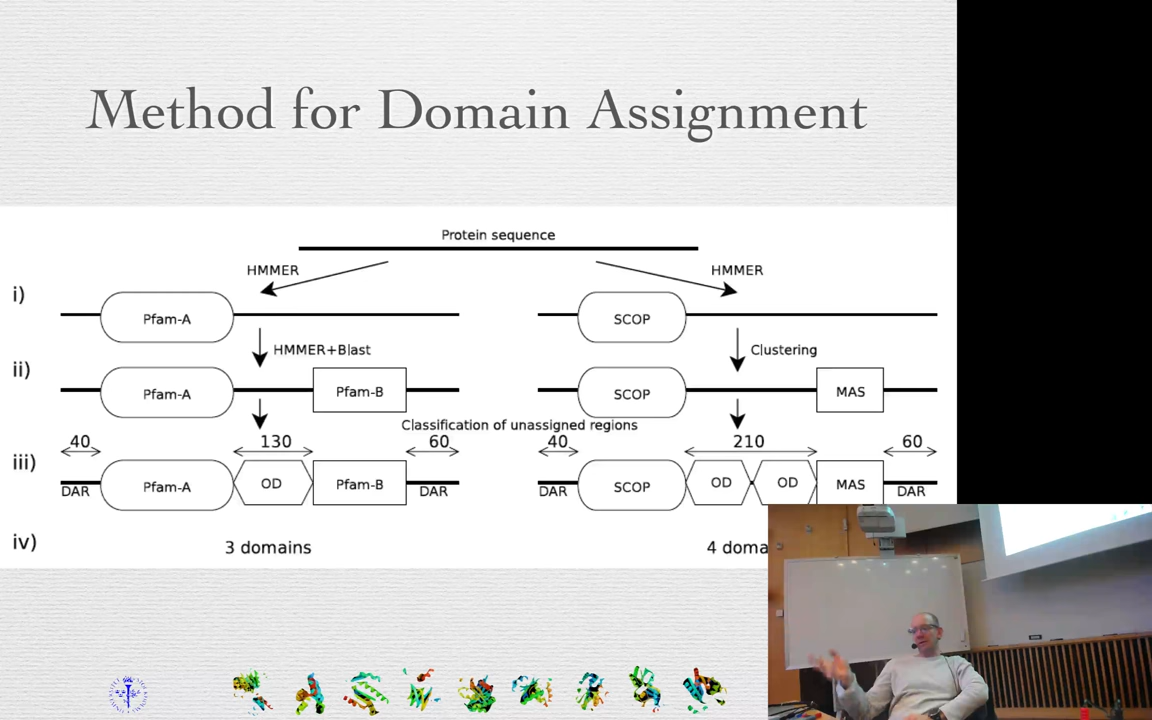 Method for Domain Assignment
Protein sequence
HMMER
HMMER
i)
Pfam-A
SCOP
HMMER+Blast
Clustering
ii)
Pfam-A
Pfam-B
SCOP
MAS
Classification of unassigned regions
40
130
60
40
210
60
iii)
DAR
Pfam-A
OD
Pfam-B
DAR
DAR
SCOP
OD
OD
MAS
DAR
iv)
3 domains
4 doma